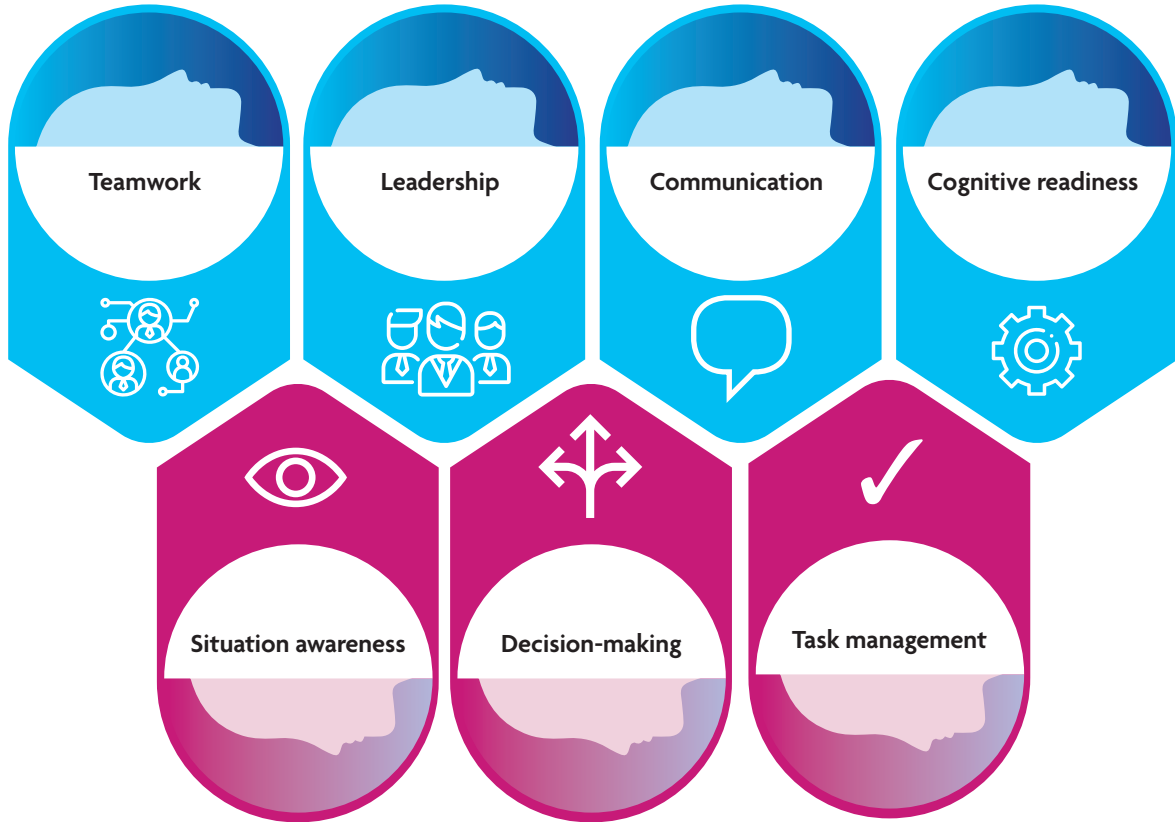 Teamwork
Leadership
Communication
Cognitive readiness
Situation awareness
Decision-making
Task management